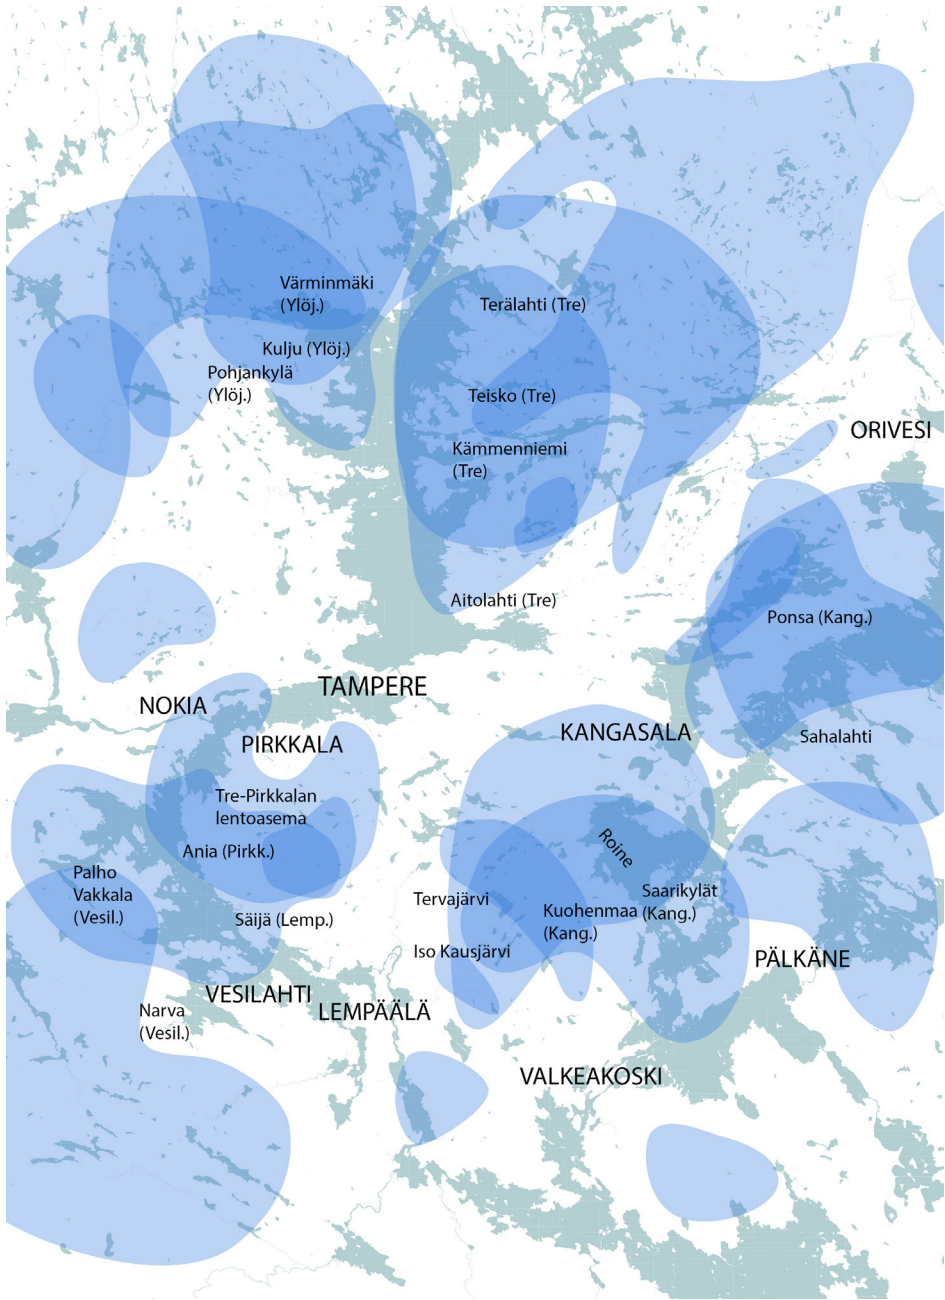 Värminmäki
(Ylöj.)
Terälahti (Tre)
Kulju (Ylöj.)
Pohjankylä
(Ylöj.)
Teisko (Tre)
ORIVESI
Kämmenniemi
(Tre)
Aitolahti (Tre)
Ponsa (Kang.)
TAMPERE
NOKIA
KANGASALA
PIRKKALA
Sahalahti
Tre-Pirkkalan
lentoasema
Roine
Ania (Pirkk.)
Palho
Vakkala
(Vesil.)
Tervajärvi
Saarikylät
(Kang.)
Kuohenmaa
(Kang.)
Säijä (Lemp.)
Iso Kausjärvi
PÄLKÄNE
VESILAHTI
LEMPÄÄLÄ
Narva
(Vesil.)
VALKEAKOSKI